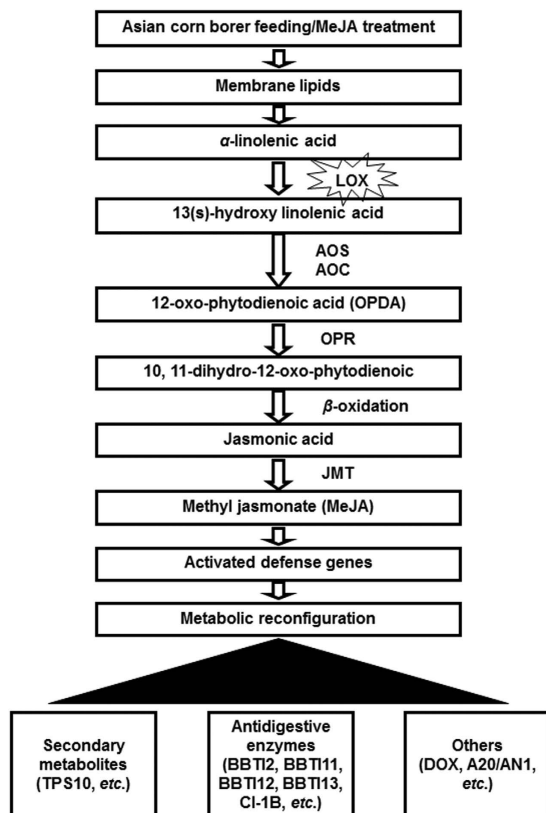 Asian corn borer feeding/MeJA treatment
Membrane lipids
α-linolenic acid
LOX
13(s)-hydroxy linolenic acid
AOS
AOC
12-oxo-phytodienoic acid (OPDA)
OPR
10, 11-dihydro-12-oxo-phytodienoic
β-oxidation
Jasmonic acid
JMT
Methyl jasmonate (MeJA)
Activated defense genes
Metabolic reconfiguration
Secondary
metabolites
(TPS10, etc.)
Antidigestive
enzymes
(BBTI2, BBTI11,
BBTI12, BBTI13,
CI-1B, etc.)
Others
(DOX, A20/AN1,
etc.)